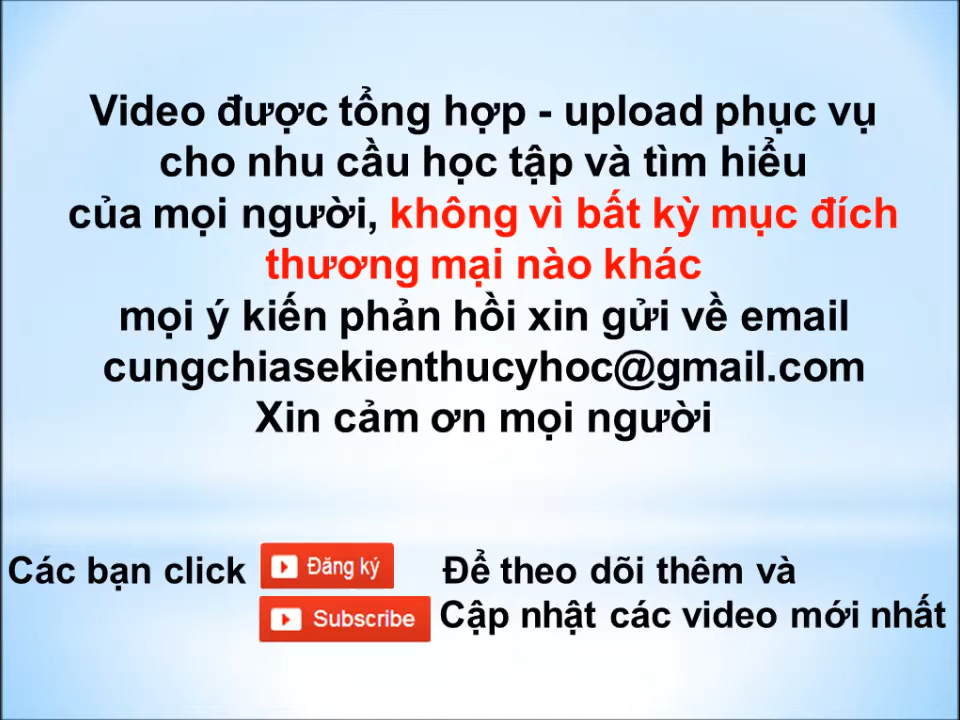 Video được tổng hợp - upload phục vụ
cho nhu cầu học tập và tìm hiểu
của mọi người, không vì bất kỳ mục đích
thương mại nào khác
mọi ý kiến phản hồi xin gửi về email
cungchiasekienthucyhoc@gmail.com
Xin cảm ơn mọi người
Các bạn click Đăng ký Để theo dõi thêm và
Subscribe Cập nhật các video mới nhất